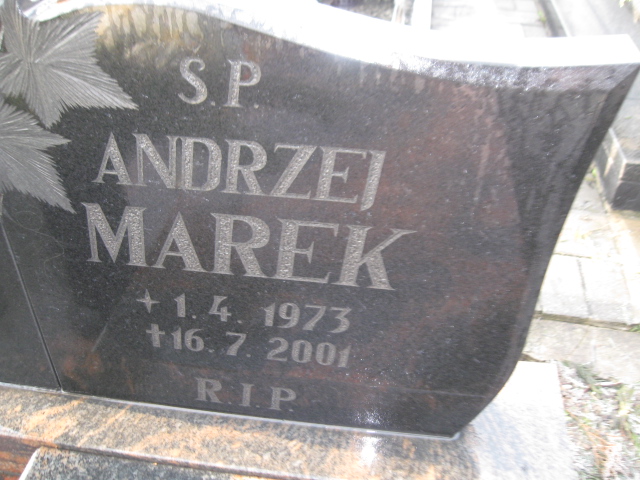 S.P.
ANDRZEJ
MAREK
+ 1. 4. 1973
✝16. 7. 2001
R I P.